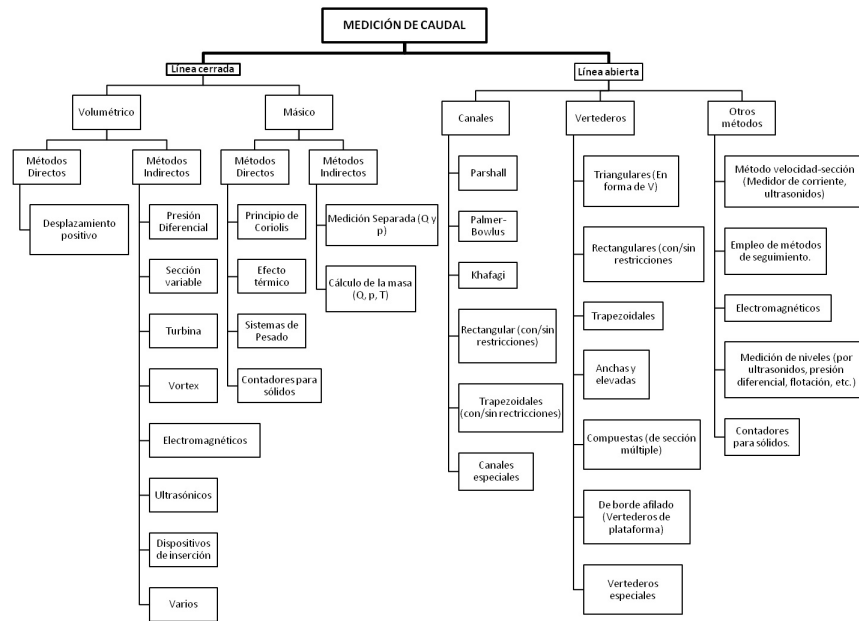 MEDICIÓN DE CAUDAL
Línea cerrada
Línea abierta
Volumétrico
Másico
Canales
Vertederos
Otros
métodos
Métodos
Directos
Métodos
Indirectos
Métodos
Directos
Métodos
Indirectos
Desplazamiento
positivo
Presión
Diferencial
Sección
variable
Turbina
Vortex
Electromagnéticos
Ultrasónicos
Dispositivos
de inserción
Varios
Principio de
Coriolis
Efecto
térmico
Sistemas de
Pesado
Contadores para
sólidos
Medición Separada (Q y
p)
Cálculo de la masa
(Q, p, T)
Parshall
Palmer-
Bowlus
Khafagi
Rectangular (con/sin
restricciones)
Trapezoidales
(con/sin restricciones)
Canales
especiales
Triangulares (En
forma de V)
Rectangulares (con/sin
restricciones
Trapezoidales
Anchas y
elevadas
Compuestas (de sección
múltiple)
De borde afilado
(Vertederos de
plataforma)
Vertederos
especiales
Método velocidad-sección
(Medidor de corriente,
ultrasonidos)
Empleo de métodos
de seguimiento.
Electromagnéticos
Medición de niveles (por
ultrasonidos, presión
diferencial, flotación, etc.)
Contadores
para sólidos.